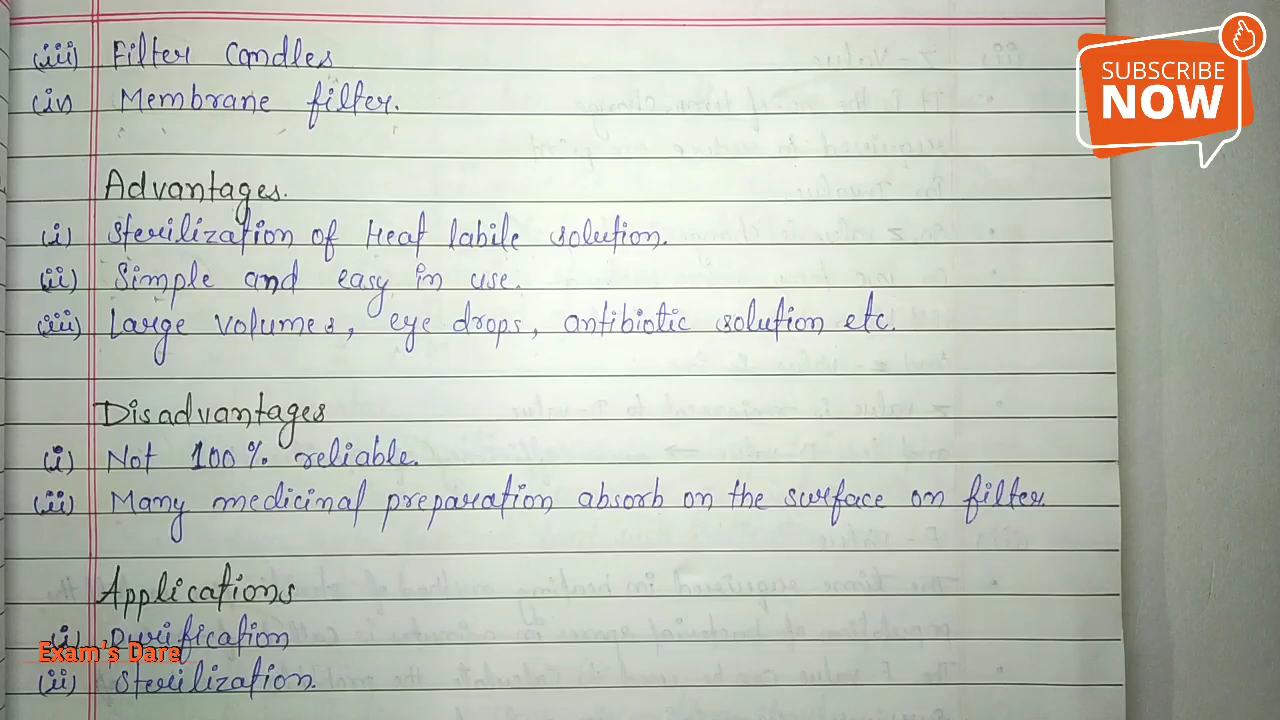 (iii) Filter Candles
(iv) Membrane filter.
Advantages.
(i) Sterilization of Heat labile solution.
(ii) Simple and easy in use.
(iii) Large volumes, eye drops, antibiotic solution etc.
Disadvantages
(i) Not 100% reliable.
(ii) Many medicinal preparation absorb on the surface on filter.
Applications
(i) Purification
(ii) Sterilization.
SUBSCRIBE
NOW
Exam's Dare